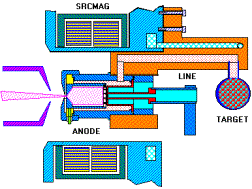 SRCMAG
LINE
TARGET
ANODE